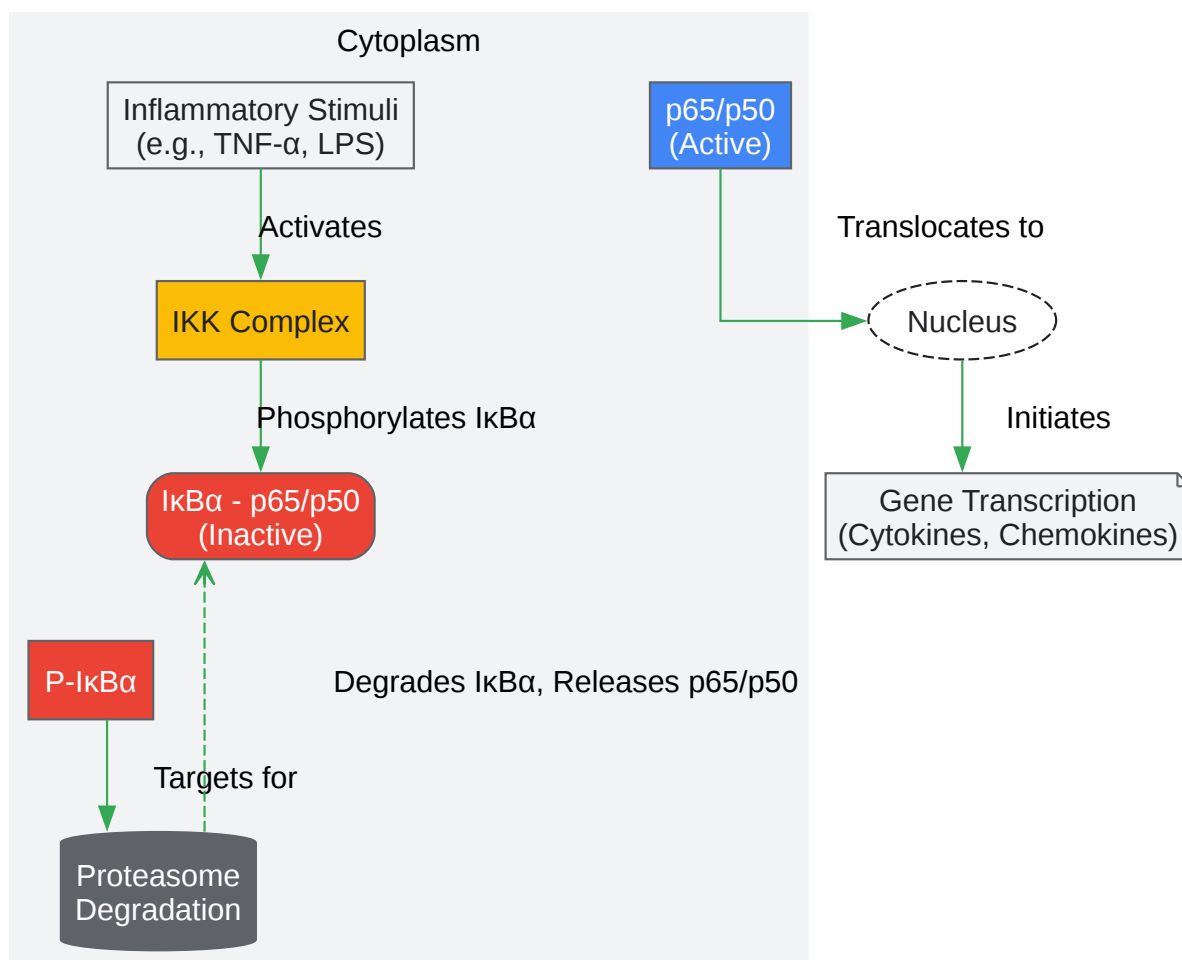 Cytoplasm
Inflammatory Stimuli
(e.g., TNF-α, LPS)
p65/p50
(Active)
Activates
Translocates to
IKK Complex
Nucleus
Phosphorylates IκBα
Initiates
IκBα - p65/p50
(Inactive)
Gene Transcription
(Cytokines, Chemokines)
P-IκBα
Degrades IκBα, Releases p65/p50
Targets for
Proteasome
Degradation